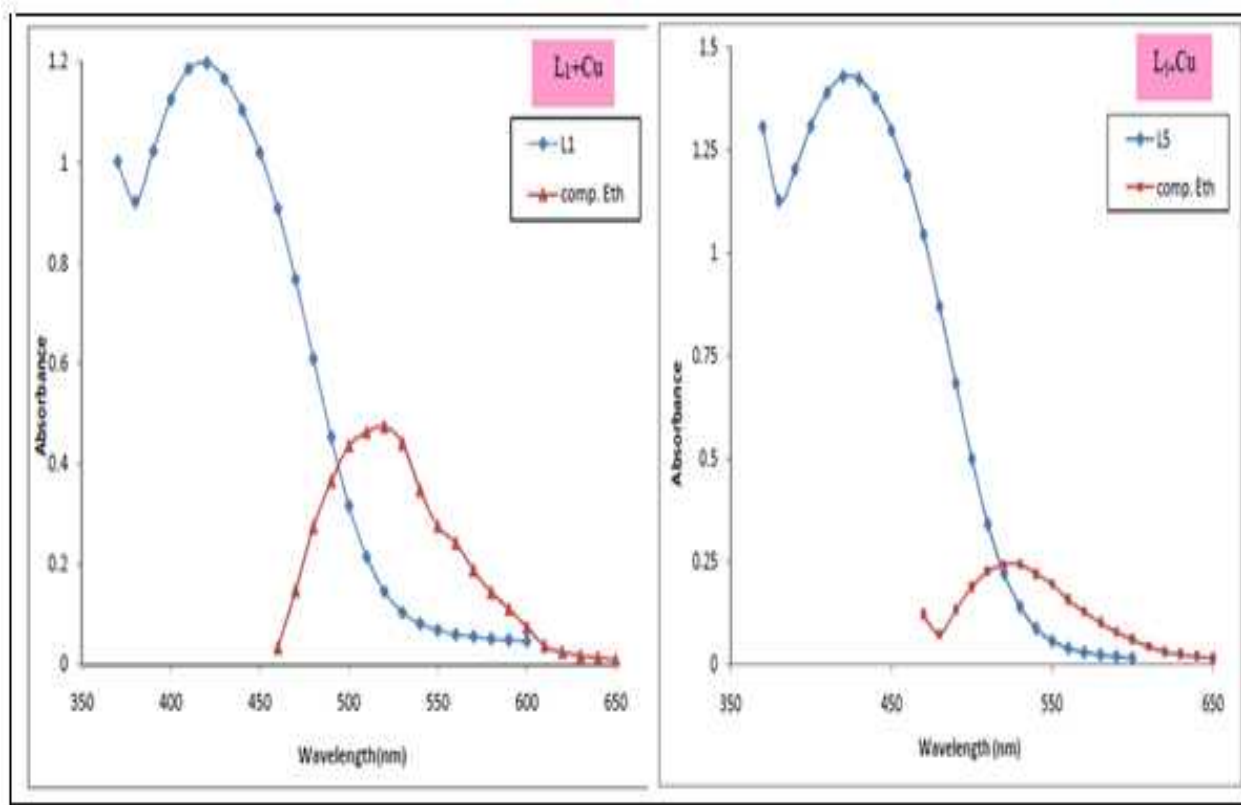 L₁+Cu
L1
comp. Eth
1.2
1
0.8
0.6
0.4
0.2
0
350 400 450 500 550 600 650
Absorbance
Wavelength(nm)
L5
comp. Eth
1.5
1.25
1
0.75
0.5
0.25
0
350 450 550 650
Absorbance
Wavelength(nm)